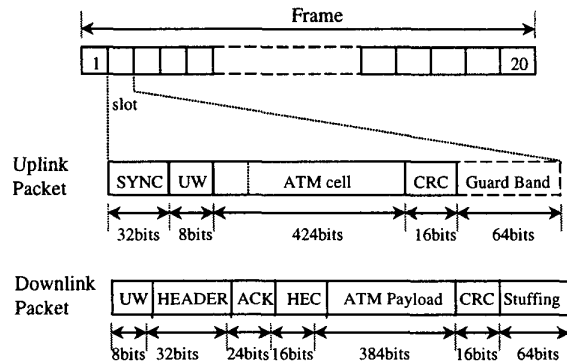 Frame
1 20
slot
Uplink
Packet
SYNC UW ATM cell CRC Guard Band
32bits 8bits 424bits 16bits 64bits
Downlink
Packet
UW HEADER ACK HEC ATM Payload CRC Stuffing
8bits 32bits 24bits 16bits 384bits 16bits 64bits